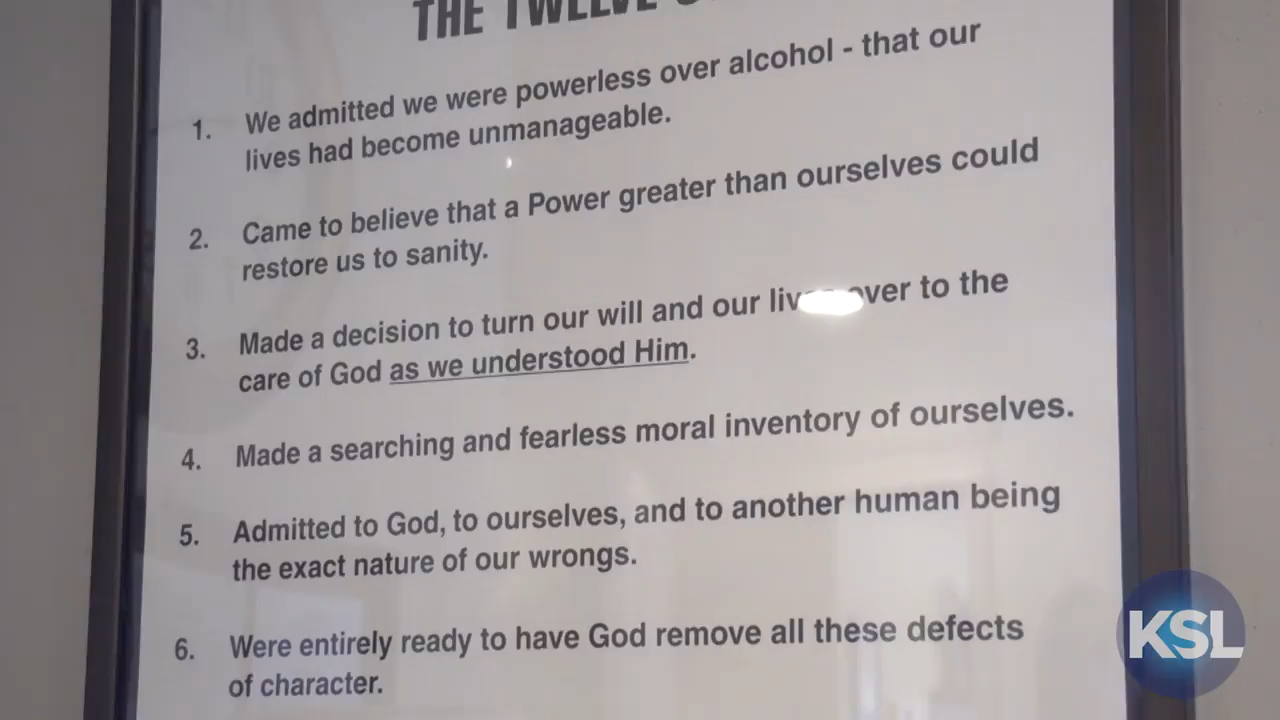 THE TWELVE
1. We admitted we were powerless over alcohol - that our
lives had become unmanageable.
2. Came to believe that a Power greater than ourselves could
restore us to sanity.
3. Made a decision to turn our will and our lives over to the
care of God as we understood Him.
4. Made a searching and fearless moral inventory of ourselves.
5. Admitted to God, to ourselves, and to another human being
the exact nature of our wrongs.
6. Were entirely ready to have God remove all these defects
of character.
KSL